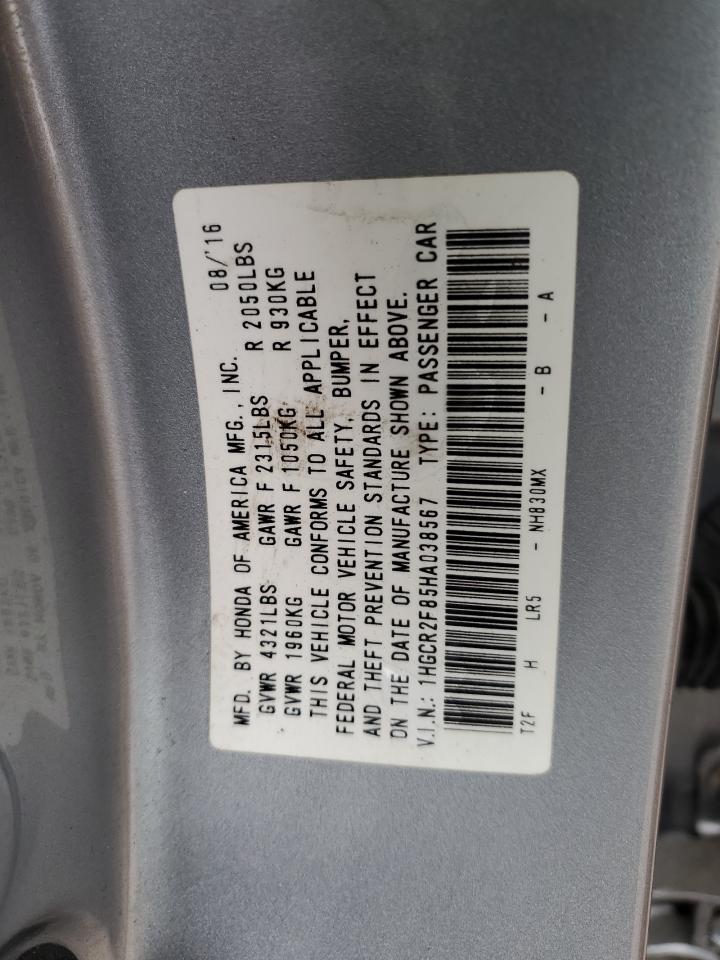 MFD. BY HONDA OF AMERICA MFG., INC. 08/'16
GVWR 4321LBS GAWR F 2315LBS R 2050LBS
GVWR 1960KG GAWR F 1050KG R 930KG
THIS VEHICLE CONFORMS TO ALL APPLICABLE
FEDERAL MOTOR VEHICLE SAFETY, BUMPER,
AND THEFT PREVENTION STANDARDS IN EFFECT
ON THE DATE OF MANUFACTURE SHOWN ABOVE.
V.I.N.: 1HGCR2F85HA038567 TYPE: PASSENGER CAR
T2F H LR5 - NH830MX - B - A